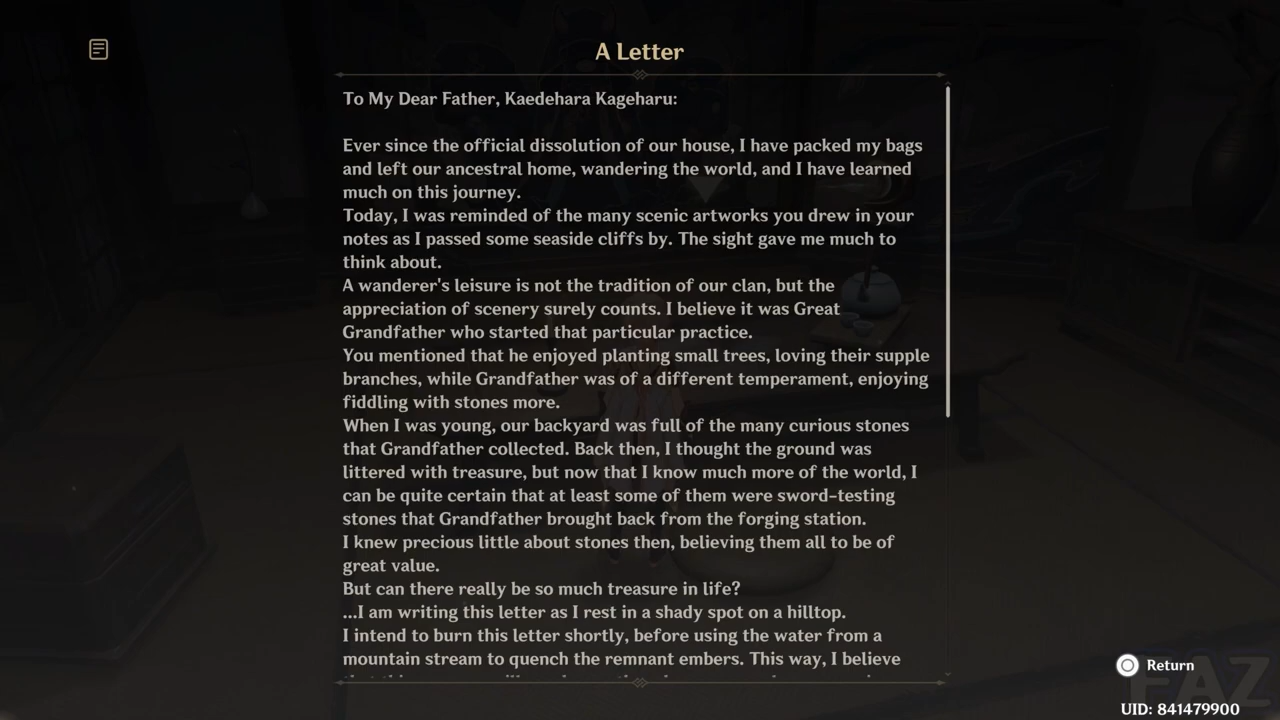 A Letter
To My Dear Father, Kaedehara Kageharu:
Ever since the official dissolution of our house, I have packed my bags
and left our ancestral home, wandering the world, and I have learned
much on this journey.
Today, I was reminded of the many scenic artworks you drew in your
notes as I passed some seaside cliffs by. The sight gave me much to
think about.
A wanderer's leisure is not the tradition of our clan, but the
appreciation of scenery surely counts. I believe it was Great
Grandfather who started that particular practice.
You mentioned that he enjoyed planting small trees, loving their supple
branches, while Grandfather was of a different temperament, enjoying
fiddling with stones more.
When I was young, our backyard was full of the many curious stones
that Grandfather collected. Back then, I thought the ground was
littered with treasure, but now that I know much more of the world, I
can be quite certain that at least some of them were sword-testing
stones that Grandfather brought back from the forging station.
I knew precious little about stones then, believing them all to be of
great value.
But can there really be so much treasure in life?
...I am writing this letter as I rest in a shady spot on a hilltop.
I intend to burn this letter shortly, before using the water from a
mountain stream to quench the remnant embers. This way, I believe
Return
FAZ
UID: 841479900